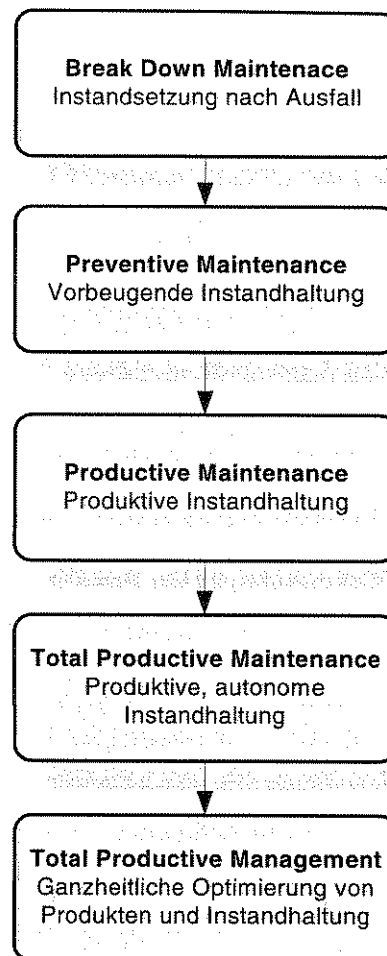 Break Down Maintenace
Instandsetzung nach Ausfall
Preventive Maintenance
Vorbeugende Instandhaltung
Productive Maintenance
Produktive Instandhaltung
Total Productive Maintenance
Produktive, autonome
Instandhaltung
Total Productive Management
Ganzheitliche Optimierung von
Produkten und Instandhaltung